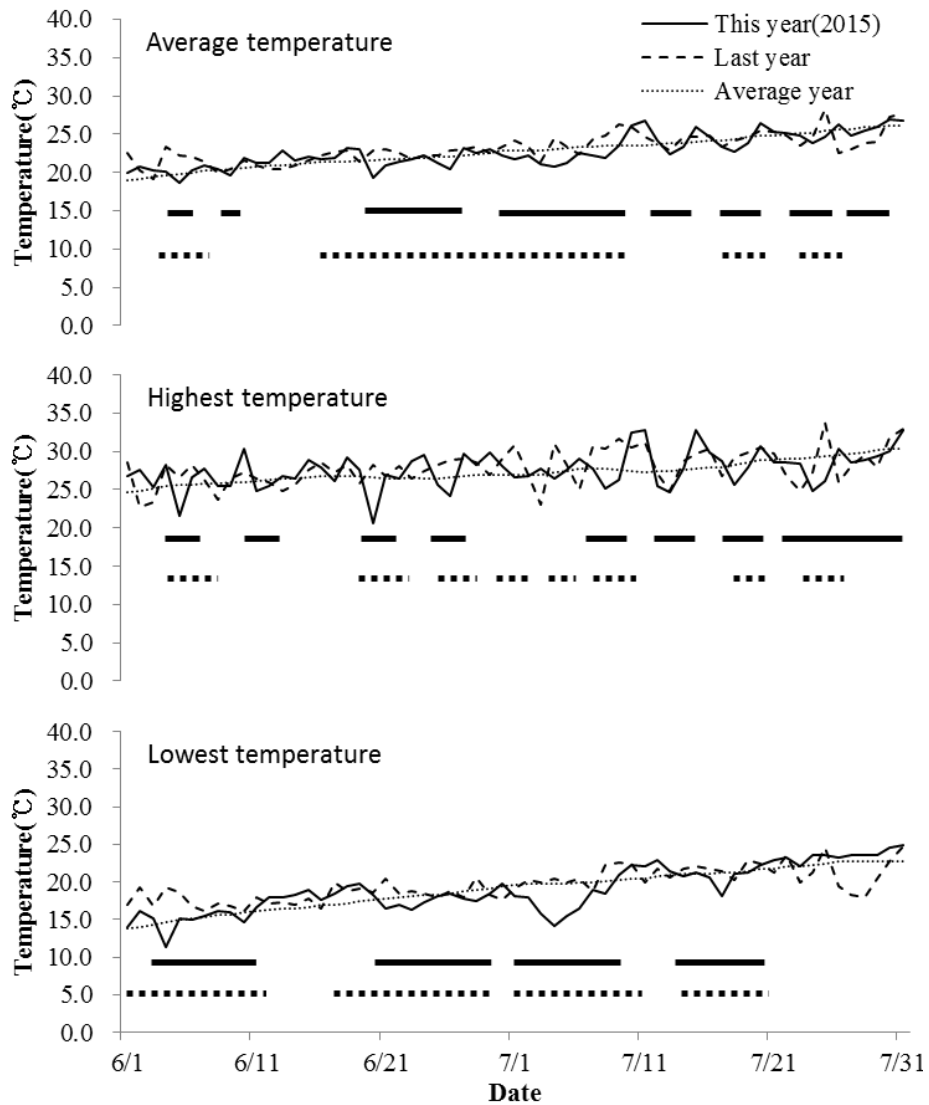 40.0
35.0
30.0
25.0
20.0
15.0
10.0
5.0
0.0
Temperature(℃)
Average temperature
This year(2015)
Last year
Average year
40.0
35.0
30.0
25.0
20.0
15.0
10.0
5.0
0.0
Temperature(℃)
Highest temperature
40.0
35.0
30.0
25.0
20.0
15.0
10.0
5.0
0.0
Temperature(℃)
Lowest temperature
6/1 6/11 6/21 7/1 7/11 7/21 7/31
Date